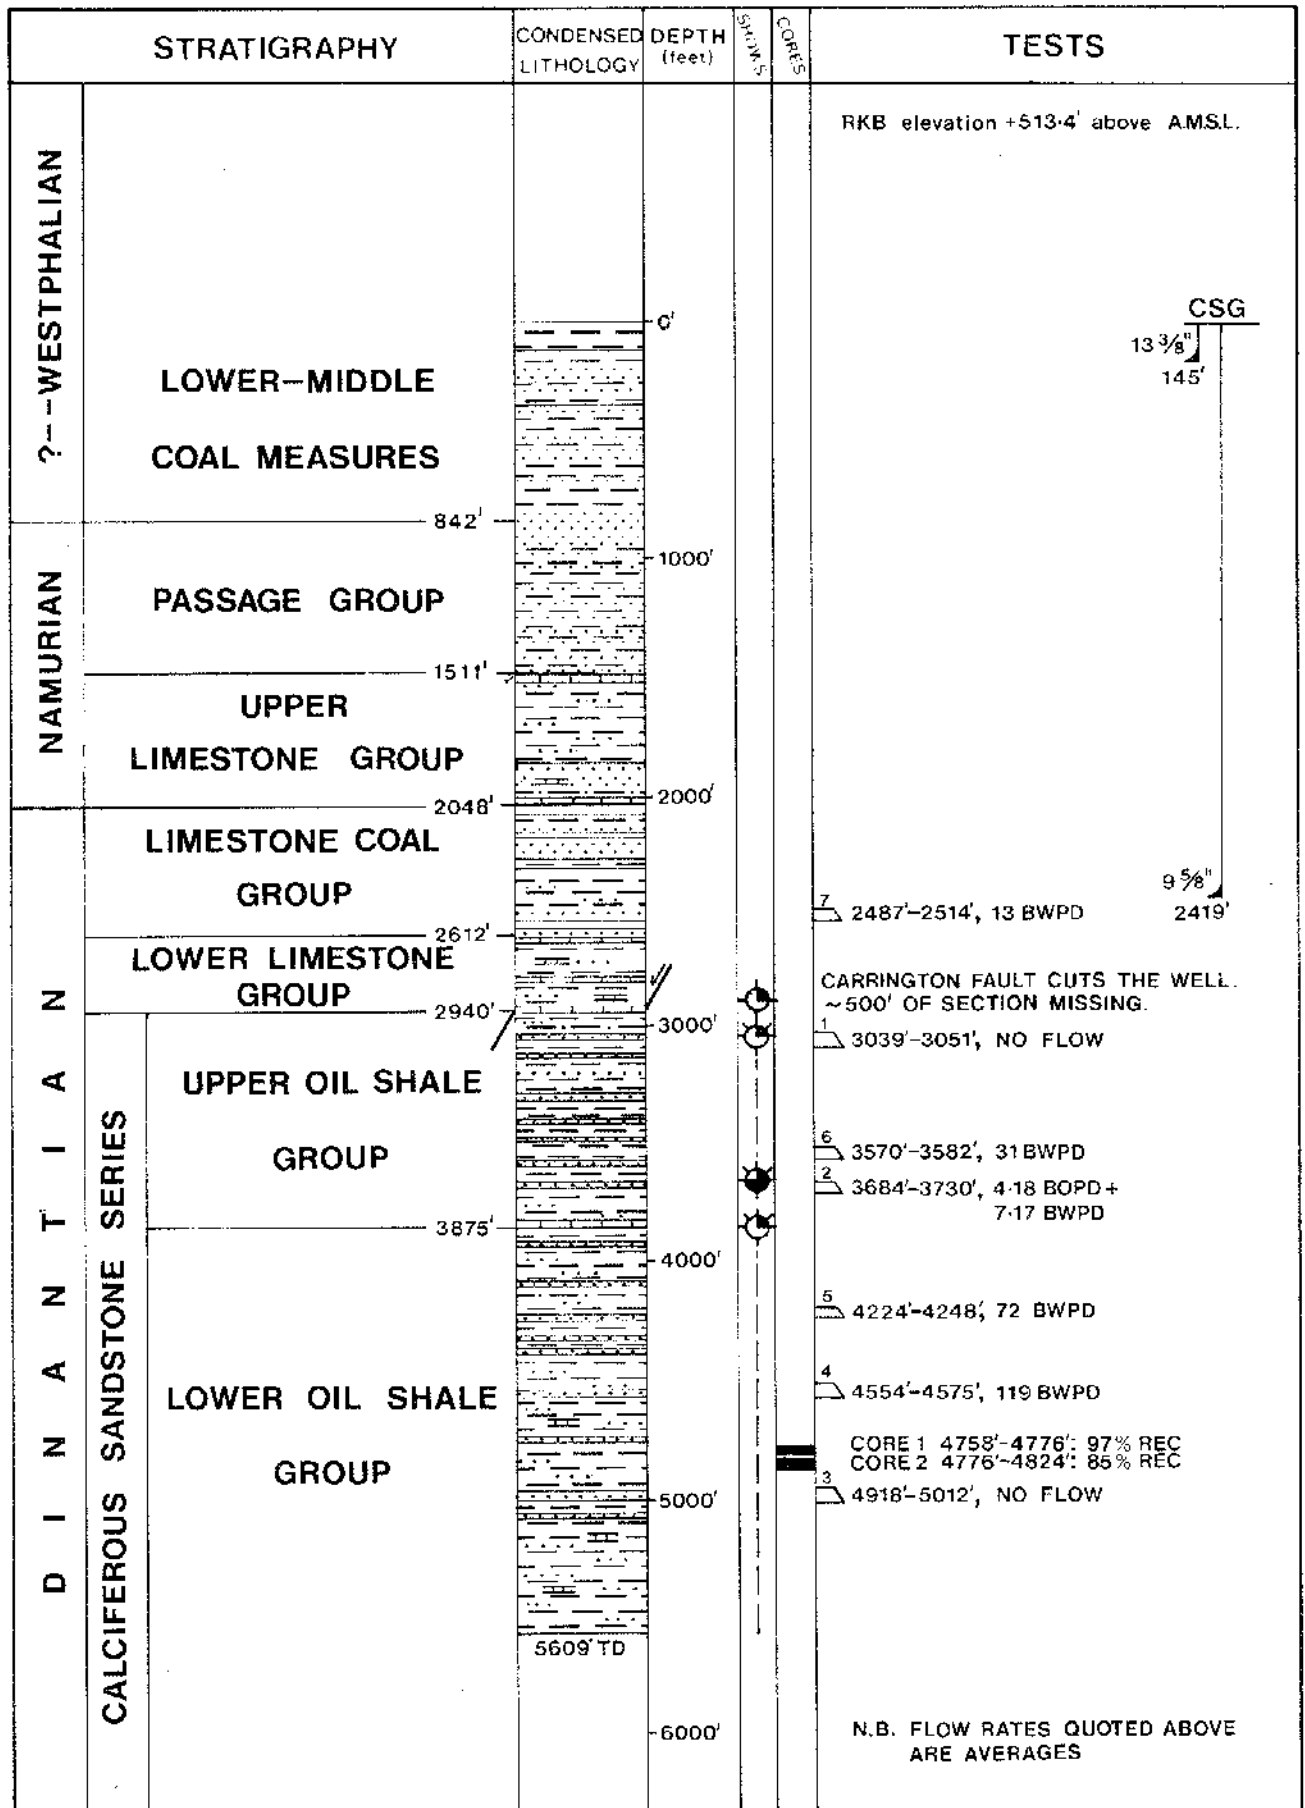 STRATIGRAPHY
CONDENSED
LITHOLOGY
DEPTH
(feet)
SHOWS
CORES
TESTS
RKB elevation +513·4' above A.M.S.L.
?--WESTPHALIAN
LOWER–MIDDLE
COAL MEASURES
0'
CSG
13 3/8"
145'
842'
NAMURIAN
PASSAGE GROUP
1000'
1511'
UPPER
LIMESTONE GROUP
2000'
2048'
DINANTIAN
LIMESTONE COAL
GROUP
9 5/8"
2419'
7
2487'-2514', 13 BWPD
2612'
LOWER LIMESTONE
GROUP
CARRINGTON FAULT CUTS THE WELL.
~500' OF SECTION MISSING.
2940'
3000'
1
3039'-3051', NO FLOW
CALCIFEROUS SANDSTONE SERIES
UPPER OIL SHALE
GROUP
6
3570'-3582', 31 BWPD
2
3684'-3730', 4·18 BOPD +
7·17 BWPD
3875'
4000'
5
4224'-4248', 72 BWPD
LOWER OIL SHALE
GROUP
4
4554'-4575', 119 BWPD
CORE 1 4758'-4776': 97% REC
CORE 2 4776'-4824': 85% REC
3
4918'-5012', NO FLOW
5000'
5609' TD
6000'
N.B. FLOW RATES QUOTED ABOVE
ARE AVERAGES